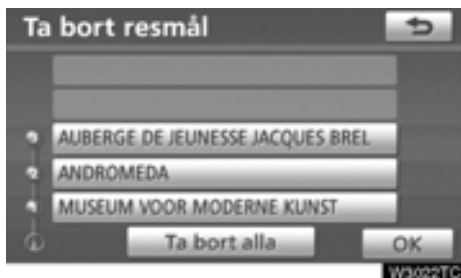 Ta bort resmål
AUBERGE DE JEUNESSE JACQUES BREL
ANDROMEDA
MUSEUM VOOR MODERNE KUNST
Ta bort alla
OK
W3022TC